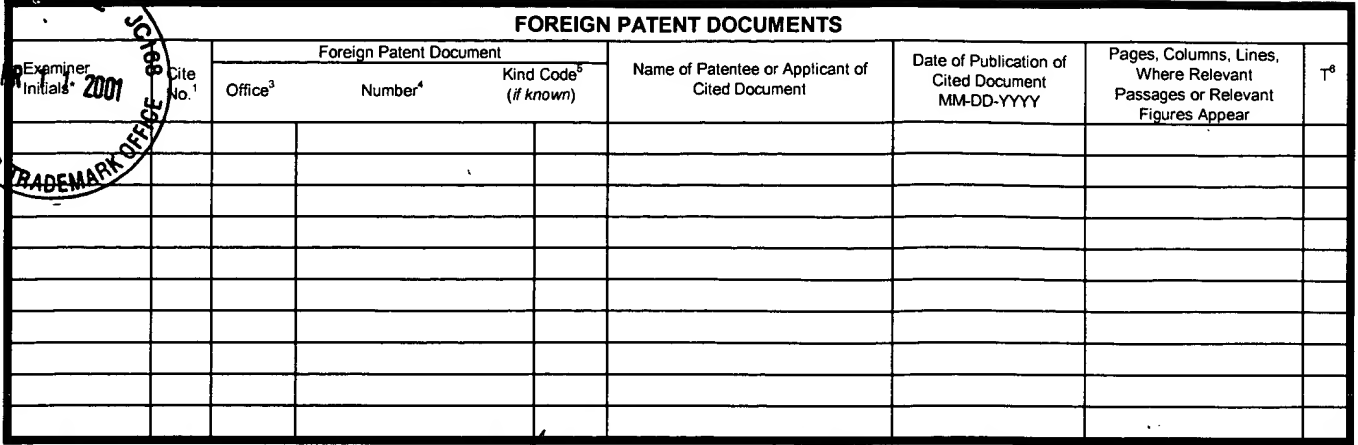 FOREIGN PATENT DOCUMENTS
Examiner Initials*
Cite No.¹
Foreign Patent Document
Office³
Number⁴
Kind Code⁵ (if known)
Name of Patentee or Applicant of Cited Document
Date of Publication of Cited Document MM-DD-YYYY
Pages, Columns, Lines, Where Relevant Passages or Relevant Figures Appear
T⁶
JC168
2001
TRADEMARK OFFICE